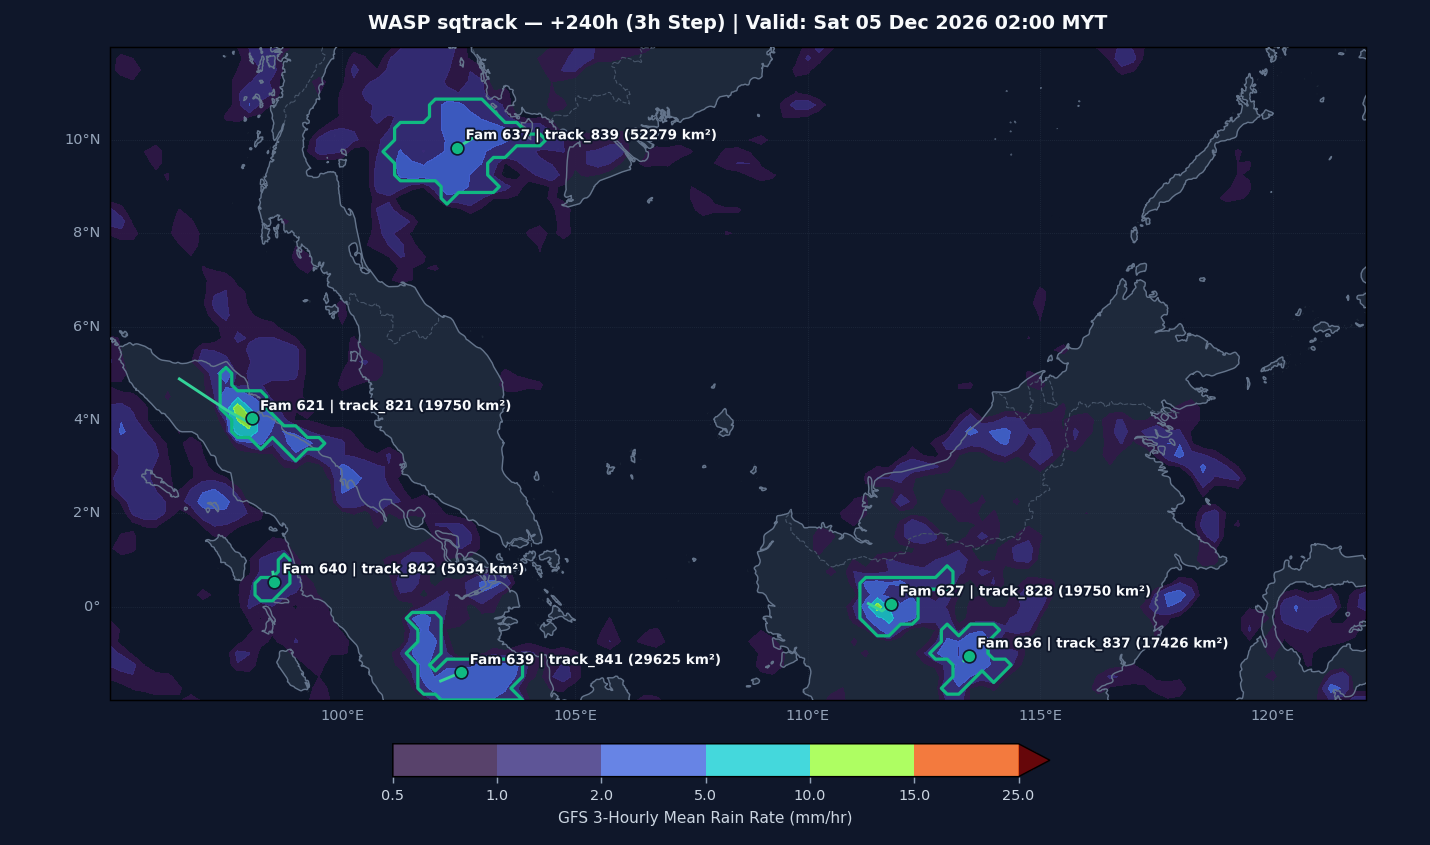 WASP sqtrack — +240h (3h Step) | Valid: Sat 05 Dec 2026 02:00 MYT
10°N
8°N
6°N
4°N
2°N
0°
Fam 637 | track_839 (52279 km²)
Fam 621 | track_821 (19750 km²)
Fam 640 | track_842 (5034 km²)
Fam 627 | track_828 (19750 km²)
Fam 636 | track_837 (17426 km²)
Fam 639 | track_841 (29625 km²)
100°E 105°E 110°E 115°E 120°E
0.5 1.0 2.0 5.0 10.0 15.0 25.0
GFS 3-Hourly Mean Rain Rate (mm/hr)